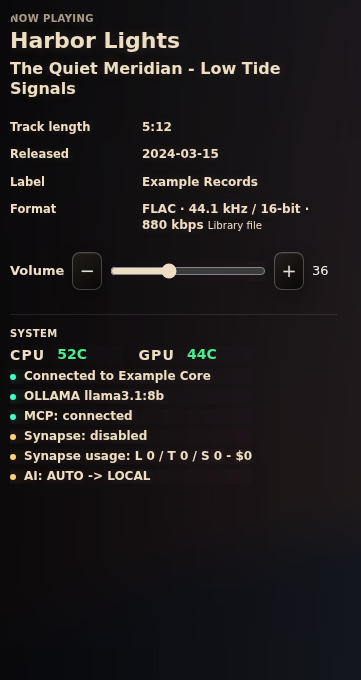 NOW PLAYING
Harbor Lights
The Quiet Meridian - Low Tide
Signals
Track length 5:12
Released 2024-03-15
Label Example Records
Format FLAC · 44.1 kHz / 16-bit ·
880 kbps Library file
Volume − + 36
SYSTEM
CPU 52C GPU 44C
Connected to Example Core
OLLAMA llama3.1:8b
MCP: connected
Synapse: disabled
Synapse usage: L 0 / T 0 / S 0 - $0
AI: AUTO -> LOCAL